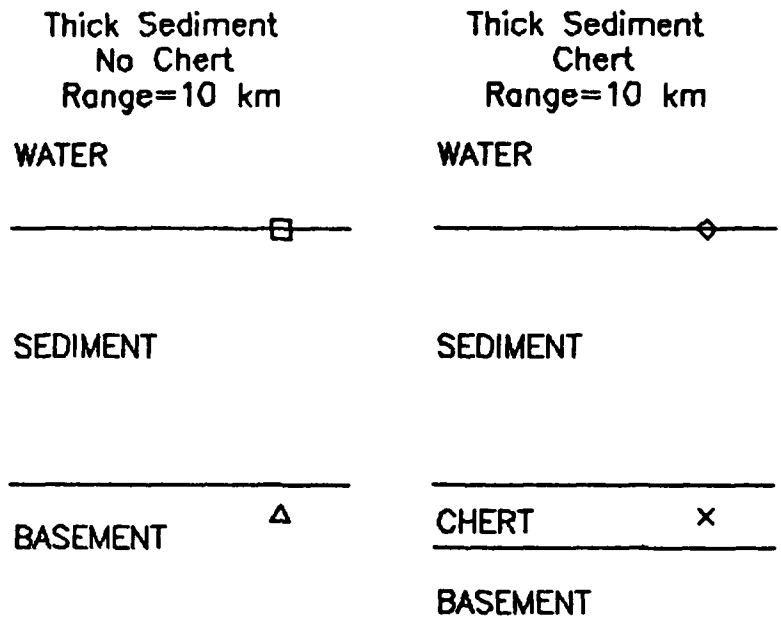 Thick Sediment
No Chert
Range=10 km
WATER
SEDIMENT
BASEMENT
Thick Sediment
Chert
Range=10 km
WATER
SEDIMENT
CHERT
BASEMENT